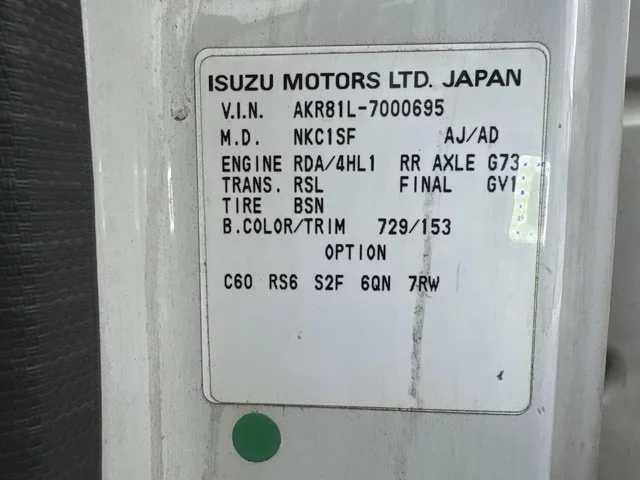 ISUZU MOTORS LTD. JAPAN
V.I.N. AKR81L-7000695
M.D. NKC1SF AJ/AD
ENGINE RDA/4HL1 RR AXLE G73
TRANS. RSL FINAL GV1
TIRE BSN
B.COLOR/TRIM 729/153
OPTION
C60 RS6 S2F 6QN 7RW